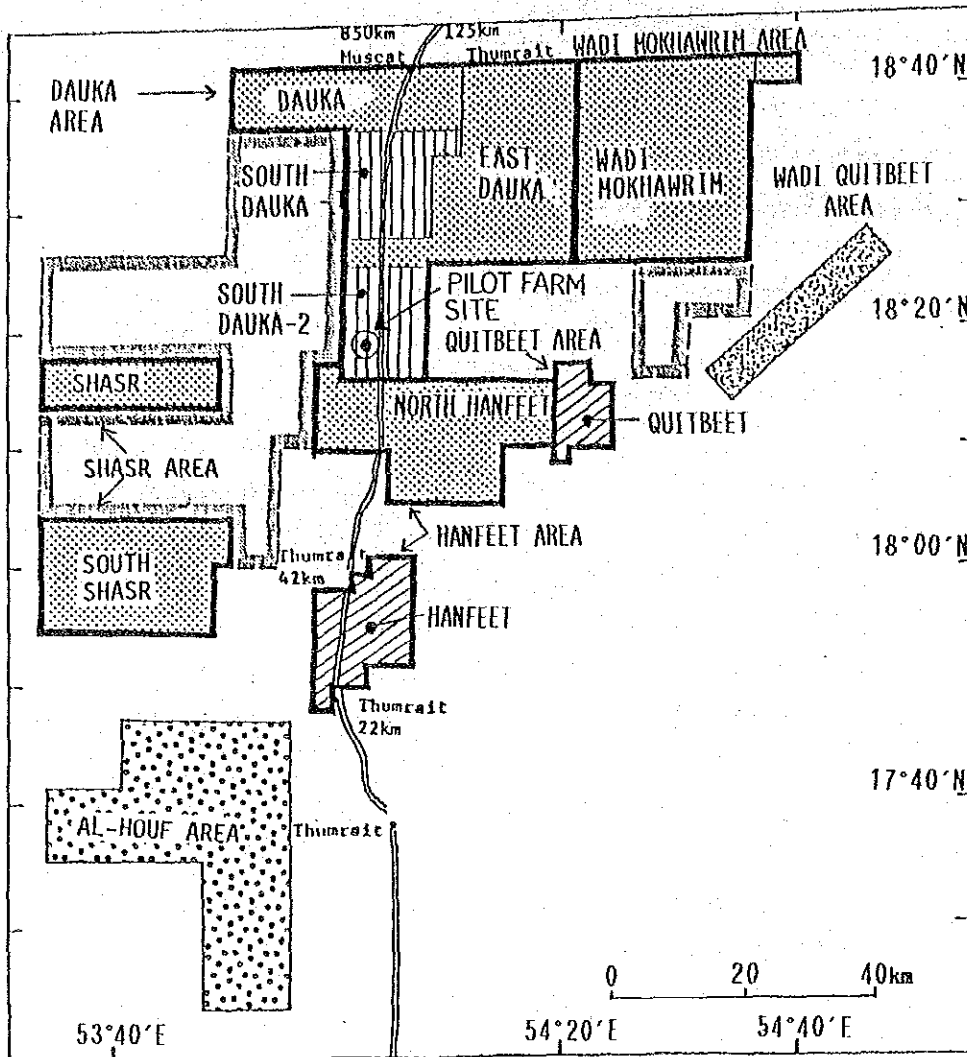 850km 125km
Muscat Thumrait
WADI MOKHAWRIM AREA
18°40'N
DAUKA
AREA
DAUKA
SOUTH
DAUKA
EAST
DAUKA
WADI
MOKHAWRIM
WADI QUITBEET
AREA
SOUTH
DAUKA-2
PILOT FARM
SITE
QUITBEET AREA
18°20'N
SHASR
NORTH HANFEET
QUITBEET
SHASR AREA
HANFEET AREA
18°00'N
SOUTH
SHASR
Thumrait
42km
HANFEET
Thumrait
22km
17°40'N
AL-HOUF AREA
Thumrait
0 20 40km
53°40'E 54°20'E 54°40'E